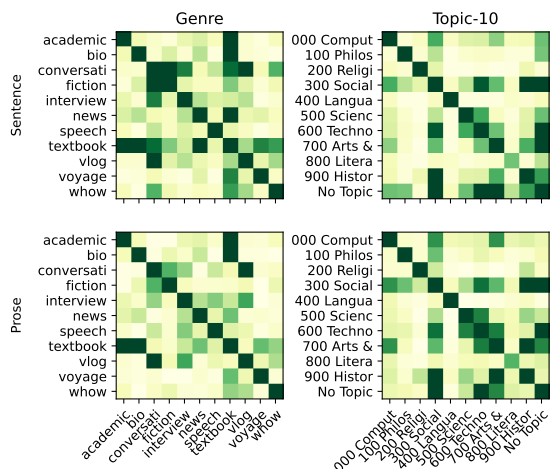 Genre
Topic-10
Sentence
academic
bio
conversati
fiction
interview
news
speech
textbook
vlog
voyage
whow
000 Comput
100 Philos
200 Religi
300 Social
400 Langua
500 Scienc
600 Techno
700 Arts &
800 Litera
900 Histor
No Topic
Prose
academic
bio
conversati
fiction
interview
news
speech
textbook
vlog
voyage
whow
000 Comput
100 Philos
200 Religi
300 Social
400 Langua
500 Scienc
600 Techno
700 Arts &
800 Litera
900 Histor
No Topic
academic
bio
conversati
fiction
interview
news
speech
textbook
vlog
voyage
whow
000 Comput
100 Philos
200 Religi
300 Social
400 Langua
500 Scienc
600 Techno
700 Arts &
800 Litera
900 Histor
No Topic